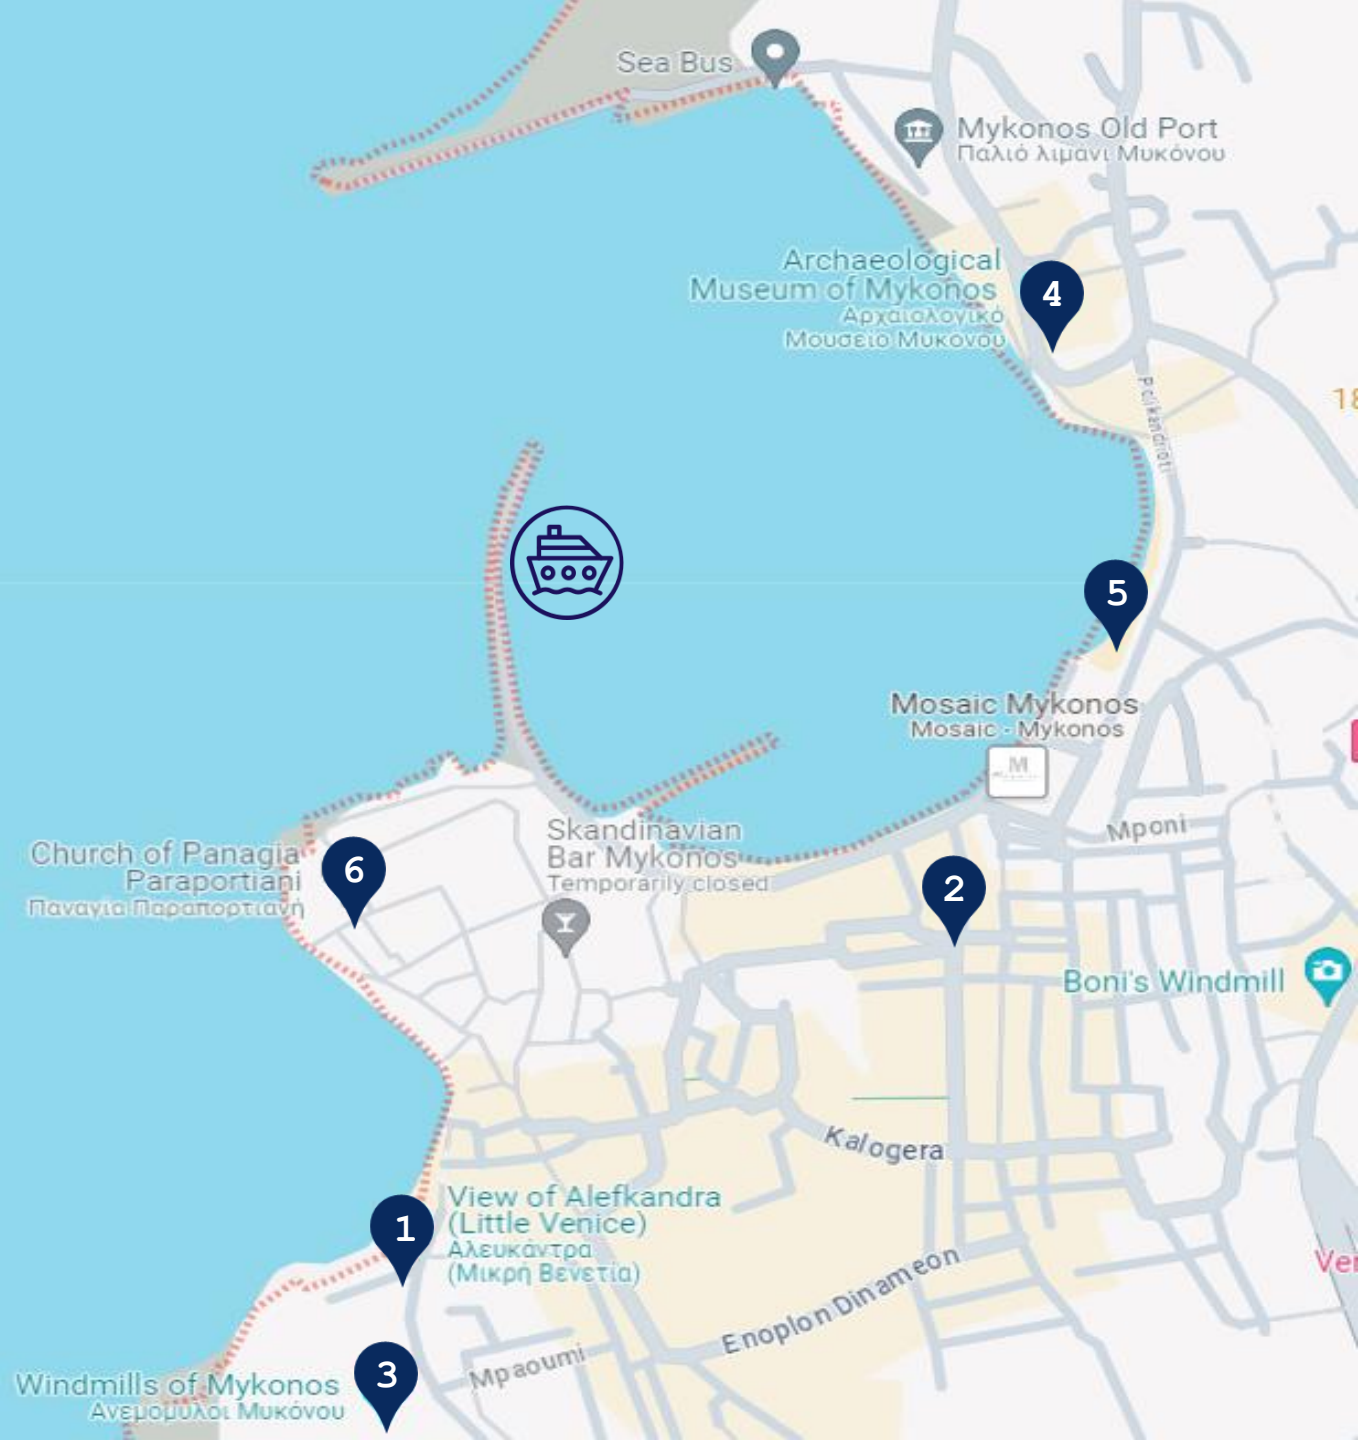 Sea Bus
Mykonos Old Port
Παλιό λιμάνι Μυκόνου
Archaeological
Museum of Mykonos
Αρχαιολογικό
Μουσείο Μυκόνου
4
Polikandrioti
18
5
Mosaic Mykonos
Mosaic - Mykonos
M
Mponi
Skandinavian
Bar Mykonos
Temporarily closed
Church of Panagia
Paraportiani
Παναγία Παραπορτιανή
6
2
Boni's Windmill
Kalogera
View of Alefkandra
(Little Venice)
Αλευκάντρα
(Μικρή Βενετία)
1
Ver
Enoplon Dinameon
Mpaoumi
Windmills of Mykonos
Ανεμόμυλοι Μυκόνου
3